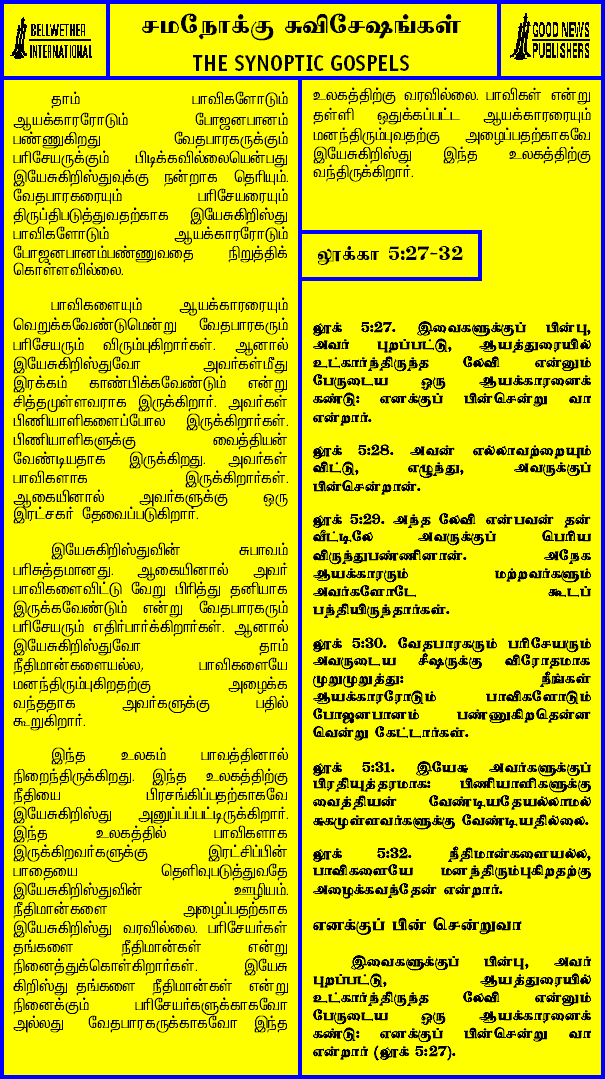 BELLWETHER
INTERNATIONAL
சமநோக்கு சுவிசேஷங்கள்
THE SYNOPTIC GOSPELS
GOOD NEWS
PUBLISHERS
தாம் பாவிகளோடும்
ஆயக்காரரோடும் போஜனபானம்
பண்ணுகிறது வேதபாரகருக்கும்
பரிசேயருக்கும் பிடிக்கவில்லையென்பது
இயேசுகிறிஸ்துவுக்கு நன்றாக தெரியும்.
வேதபாரகரையும் பரிசேயரையும்
திருப்திபடுத்துவதற்காக இயேசுகிறிஸ்து
பாவிகளோடும் ஆயக்காரரோடும்
போஜனபானம்பண்ணுவதை நிறுத்திக்
கொள்ளவில்லை.
பாவிகளையும் ஆயக்காரரையும்
வெறுக்கவேண்டுமென்று வேதபாரகரும்
பரிசேயரும் விரும்புகிறார்கள். ஆனால்
இயேசுகிறிஸ்துவோ அவர்கள்மீது
இரக்கம் காண்பிக்கவேண்டும் என்று
சித்தமுள்ளவராக இருக்கிறார். அவர்கள்
பிணியாளிகளைப்போல இருக்கிறார்கள்.
பிணியாளிகளுக்கு வைத்தியன்
வேண்டியதாக இருக்கிறது. அவர்கள்
பாவிகளாக இருக்கிறார்கள்.
ஆகையினால் அவர்களுக்கு ஒரு
இரட்சகர் தேவைப்படுகிறார்.
இயேசுகிறிஸ்துவின் சுபாவம்
பரிசுத்தமானது. ஆகையினால் அவர்
பாவிகளைவிட்டு வேறு பிரித்து தனியாக
இருக்கவேண்டும் என்று வேதபாரகரும்
பரிசேயரும் எதிர்பார்க்கிறார்கள். ஆனால்
இயேசுகிறிஸ்துவோ தாம்
நீதிமான்களையல்ல, பாவிகளையே
மனந்திரும்புகிறதற்கு அழைக்க
வந்ததாக அவர்களுக்கு பதில்
கூறுகிறார்.
இந்த உலகம் பாவத்தினால்
நிறைந்திருக்கிறது. இந்த உலகத்திற்கு
நீதியை பிரசங்கிப்பதற்காகவே
இயேசுகிறிஸ்து அனுப்பப்பட்டிருக்கிறார்.
இந்த உலகத்தில் பாவிகளாக
இருக்கிறவர்களுக்கு இரட்சிப்பின்
பாதையை தெளிவுபடுத்துவதே
இயேசுகிறிஸ்துவின் ஊழியம்.
நீதிமான்களை அழைப்பதற்காக
இயேசுகிறிஸ்து வரவில்லை. பரிசேயர்கள்
தங்களை நீதிமான்கள் என்று
நினைத்துக்கொள்கிறார்கள். இயேசு
கிறிஸ்து தங்களை நீதிமான்கள் என்று
நினைக்கும் பரிசேயர்களுக்காகவோ
அல்லது வேதபாரகருக்காகவோ இந்த
உலகத்திற்கு வரவில்லை. பாவிகள் என்று
தள்ளி ஒதுக்கப்பட்ட ஆயக்காரரையும்
மனந்திரும்புவதற்கு அழைப்பதற்காகவே
இயேசுகிறிஸ்து இந்த உலகத்திற்கு
வந்திருக்கிறார்.
லூக்கா 5:27-32
லூக் 5:27. இவைகளுக்குப் பின்பு,
அவர் புறப்பட்டு, ஆயத்துறையில்
உட்கார்ந்திருந்த லேவி என்னும்
பேருடைய ஒரு ஆயக்காரனைக்
கண்டு: எனக்குப் பின்சென்று வா
என்றார்.
லூக் 5:28. அவன் எல்லாவற்றையும்
விட்டு, எழுந்து, அவருக்குப்
பின்சென்றான்.
லூக் 5:29. அந்த லேவி என்பவன் தன்
வீட்டிலே அவருக்குப் பெரிய
விருந்துபண்ணினான். அநேக
ஆயக்காரரும் மற்றவர்களும்
அவர்களோடே கூடப்
பந்தியிருந்தார்கள்.
லூக் 5:30. வேதபாரகரும் பரிசேயரும்
அவருடைய சீஷருக்கு விரோதமாக
முறுமுறுத்து: நீங்கள்
ஆயக்காரரோடும் பாவிகளோடும்
போஜனபானம் பண்ணுகிறதென்ன
வென்று கேட்டார்கள்.
லூக் 5:31. இயேசு அவர்களுக்குப்
பிரதியுத்தரமாக: பிணியாளிகளுக்கு
வைத்தியன் வேண்டியதேயல்லாமல்
சுகமுள்ளவர்களுக்கு வேண்டியதில்லை.
லூக் 5:32. நீதிமான்களையல்ல,
பாவிகளையே மனந்திரும்புகிறதற்கு
அழைக்கவந்தேன் என்றார்.
எனக்குப் பின் சென்றுவா
இவைகளுக்குப் பின்பு, அவர்
புறப்பட்டு, ஆயத்துறையில்
உட்கார்ந்திருந்த லேவி என்னும்
பேருடைய ஒரு ஆயக்காரனைக்
கண்டு: எனக்குப் பின்சென்று வா
என்றார் (லூக் 5:27).